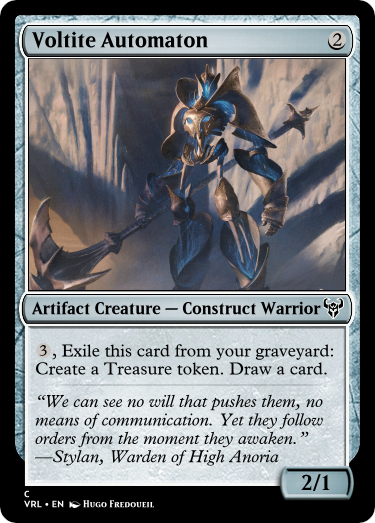 Voltite Automaton 2
Artifact Creature — Construct Warrior
3, Exile this card from your graveyard:
Create a Treasure token. Draw a card.
“We can see no will that pushes them, no
means of communication. Yet they follow
orders from the moment they awaken.”
—Stylan, Warden of High Anoria
2/1
C
VRL • EN Hugo Fredoueil